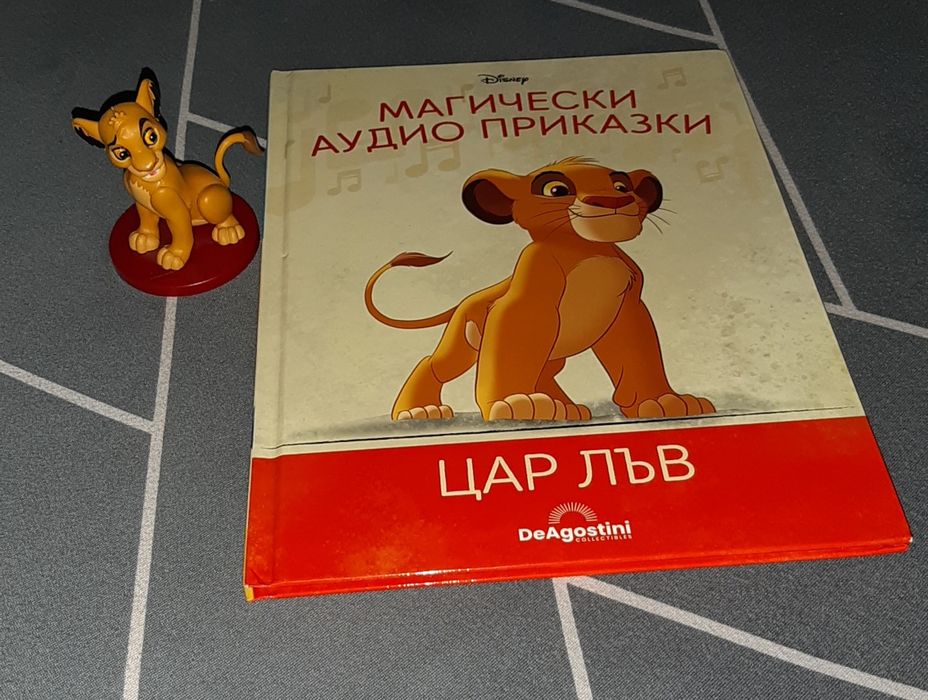 Disney
МАГИЧЕСКИ
АУДИО ПРИКАЗКИ
ЦАР ЛЪВ
DeAgostini
COLLECTIBLES